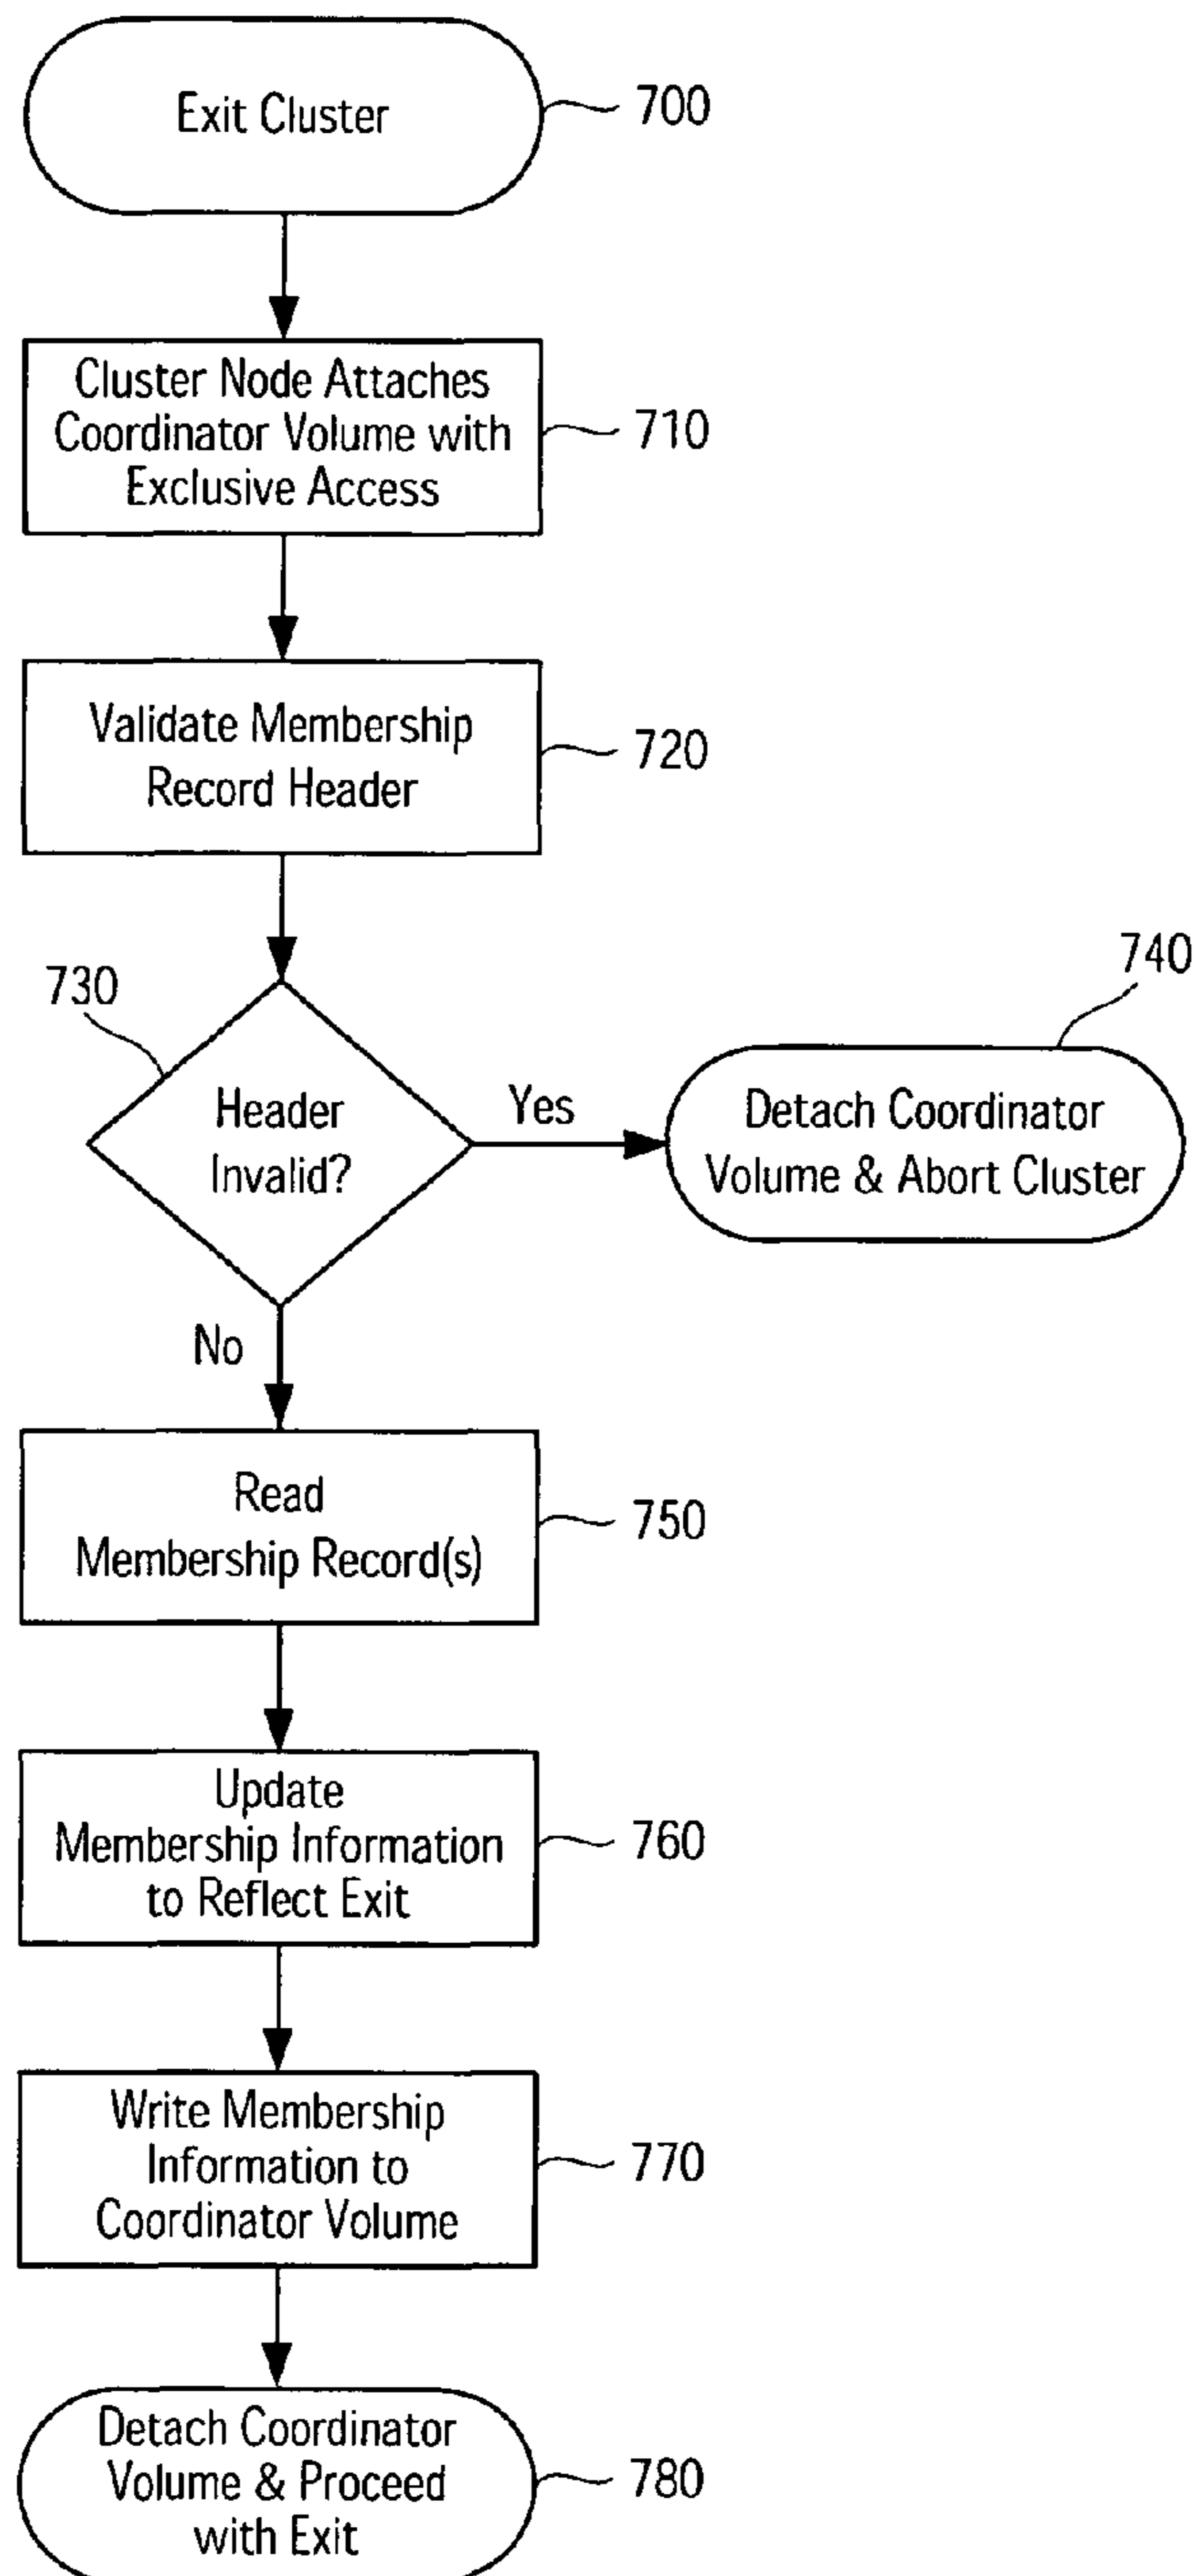 Exit Cluster
700
Cluster Node Attaches
Coordinator Volume with
Exclusive Access
710
Validate Membership
Record Header
720
730
Header
Invalid?
Yes
740
Detach Coordinator
Volume & Abort Cluster
No
Read
Membership Record(s)
750
Update
Membership Information
to Reflect Exit
760
Write Membership
Information to
Coordinator Volume
770
Detach Coordinator
Volume & Proceed
with Exit
780